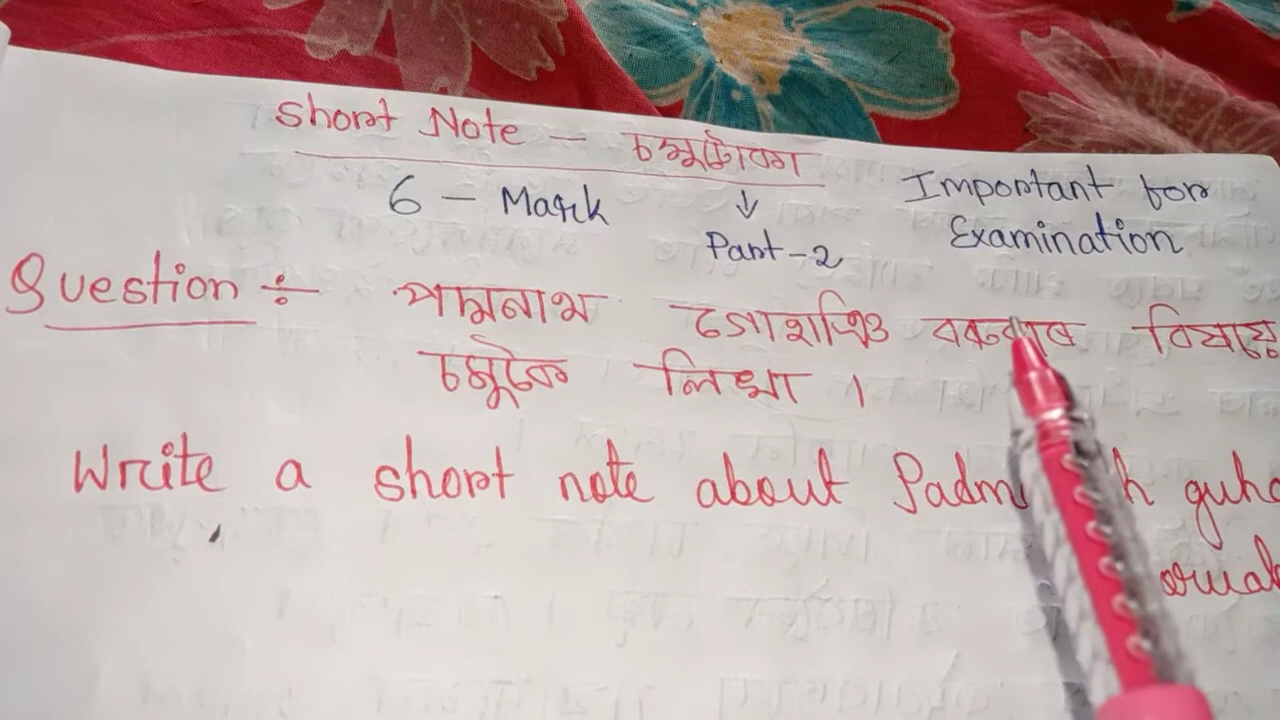 Short Note - চমুটোকা
6 - Mark ↓ Important for
Part-2 Examination
Question ÷ পদ্মনাথ গোহাঞি বৰুৱাৰ বিষয়ে
চমুকৈ লিখা ।
Write a short note about guha